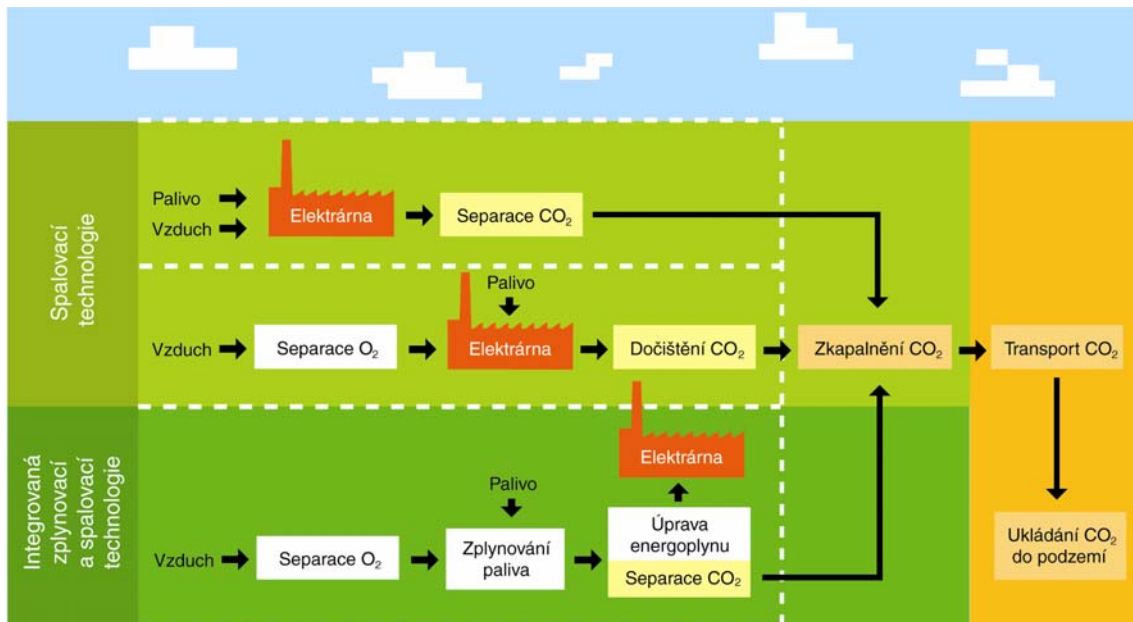 Spalovací
technologie
Palivo
Vzduch
Elektrárna
Separace CO₂
Palivo
Vzduch
Separace O₂
Elektrárna
Dočištění CO₂
Zkapalnění CO₂
Transport CO₂
Integrovaná
zplynovací
a spalovací
technologie
Elektrárna
Palivo
Vzduch
Separace O₂
Zplynování
paliva
Úprava
energoplynu
Separace CO₂
Ukládání CO₂
do podzemí